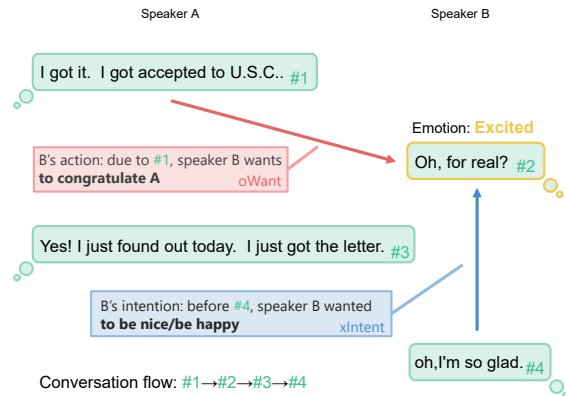 Speaker A
Speaker B
I got it. I got accepted to U.S.C.. #1
Emotion: Excited
Oh, for real? #2
B's action: due to #1, speaker B wants
to congratulate A
oWant
Yes! I just found out today. I just got the letter. #3
B's intention: before #4, speaker B wanted
to be nice/be happy
xIntent
oh,I'm so glad. #4
Conversation flow: #1→#2→#3→#4